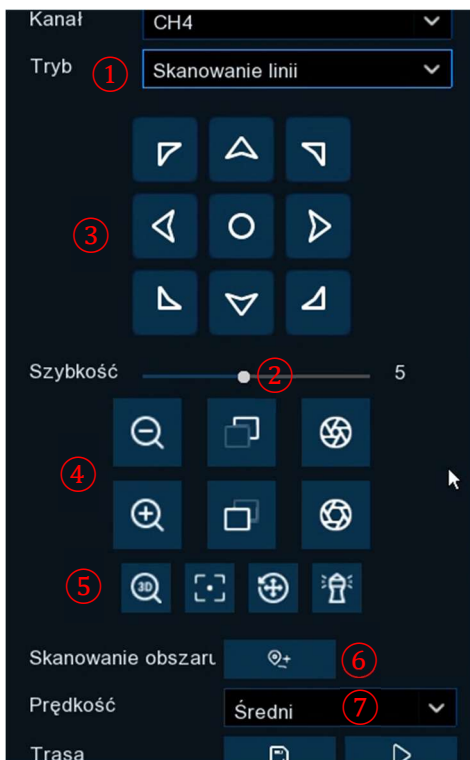 Kanał CH4
Tryb ① Skanowanie linii
③
Szybkość ② 5
④
⑤ 3D
Skanowanie obszaru ⑥
Prędkość Średni ⑦
Trasa